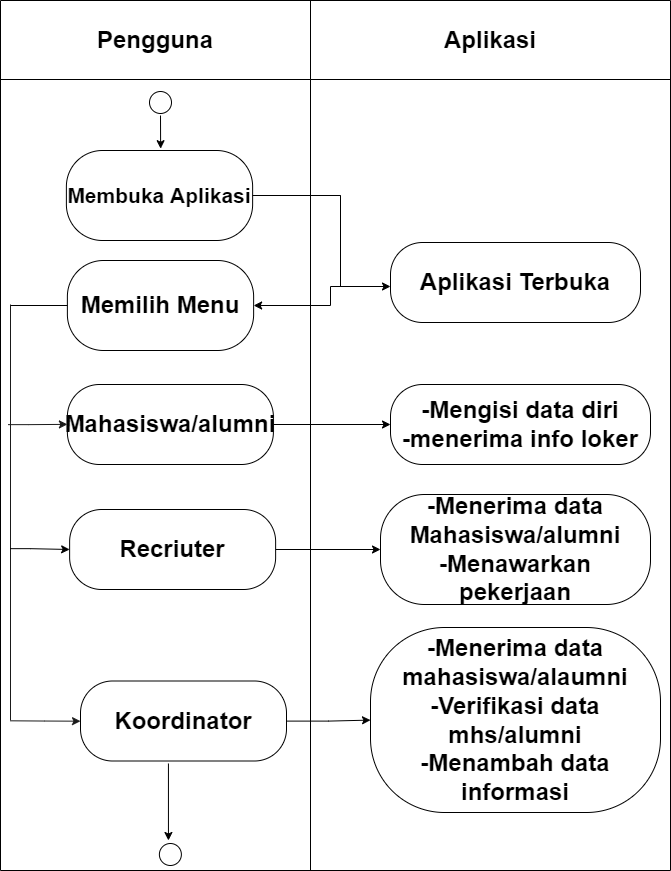 Pengguna
Aplikasi
Membuka Aplikasi
Aplikasi Terbuka
Memilih Menu
Mahasiswa/alumni
-Mengisi data diri
-menerima info loker
Recriuter
-Menerima data
Mahasiswa/alumni
-Menawarkan
pekerjaan
Koordinator
-Menerima data
mahasiswa/alaumni
-Verifikasi data
mhs/alumni
-Menambah data
informasi